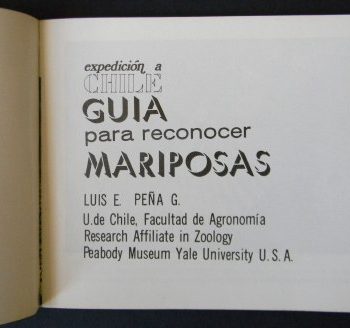 expedición a
CHILE
GUIA
para reconocer
MARIPOSAS
LUIS E. PEÑA G.
U.de Chile, Facultad de Agronomía
Research Affiliate in Zoology
Peabody Museum Yale University U.S.A.